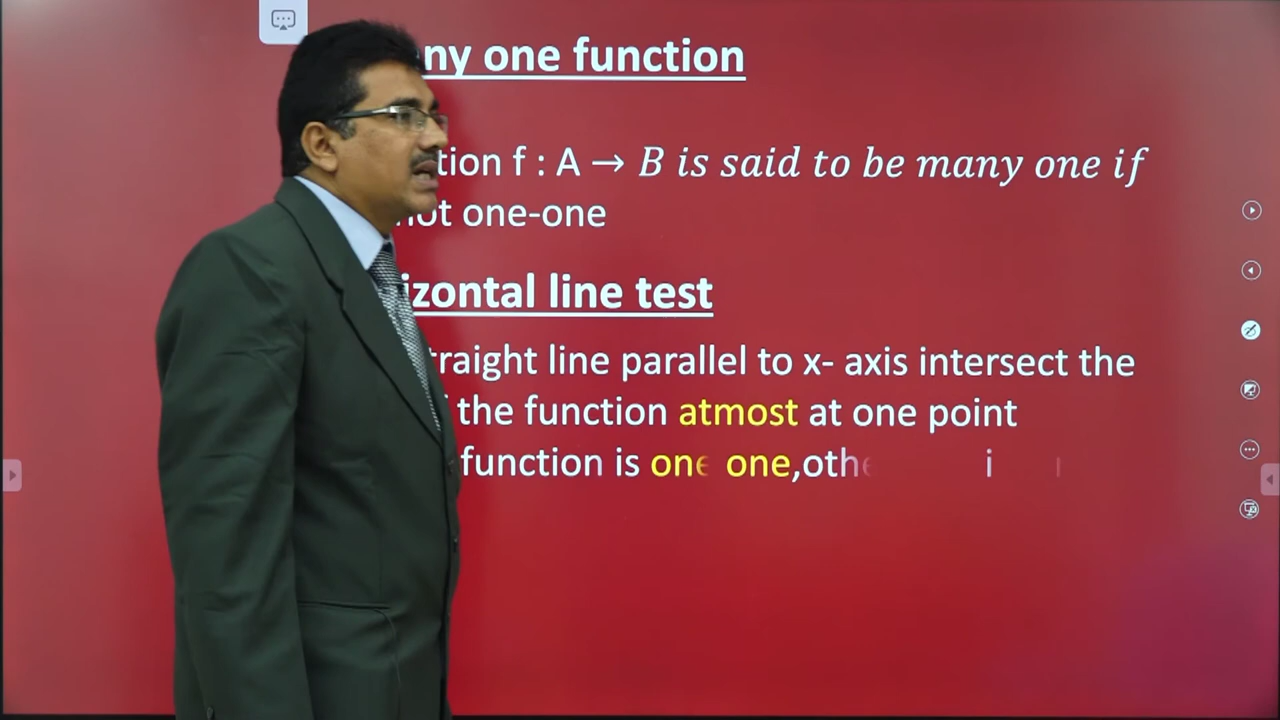 ny one function
tion f : A → B is said to be many one if
not one-one
izontal line test
traight line parallel to x- axis intersect the
the function atmost at one point
function is one one,oth